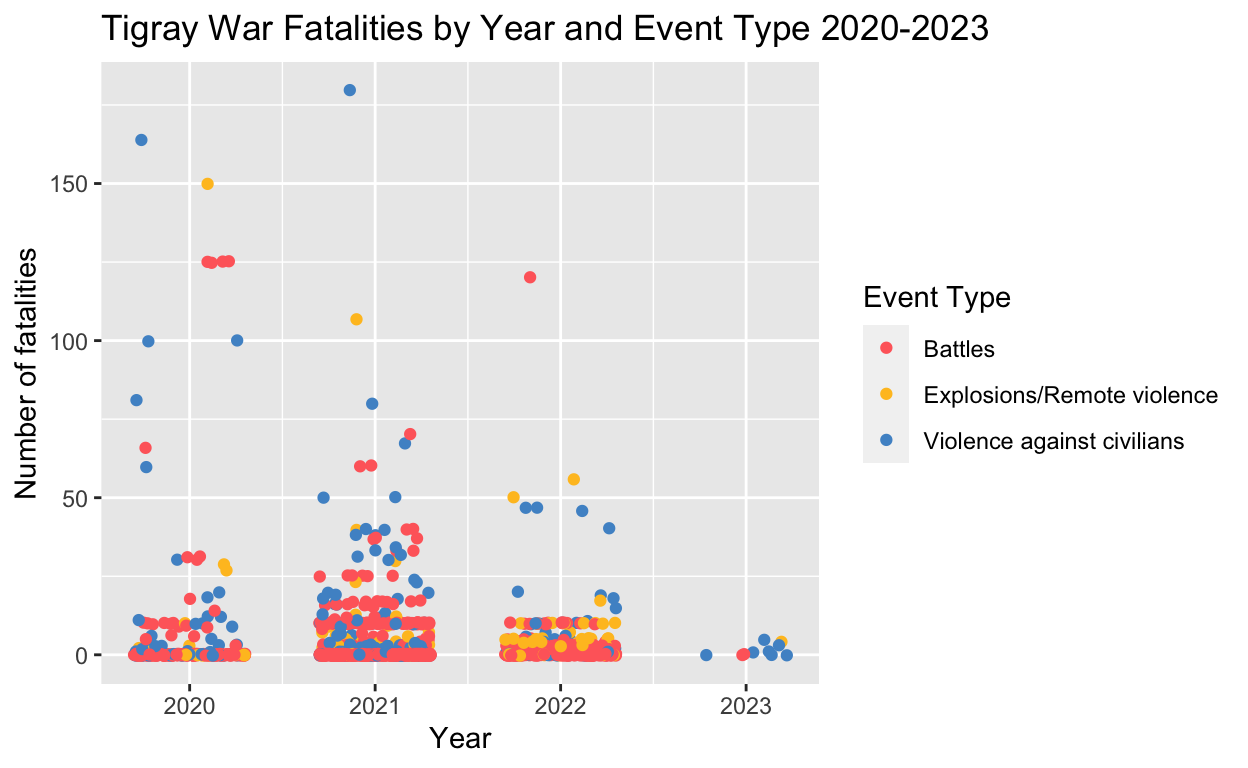 Tigray War Fatalities by Year and Event Type 2020-2023
Number of fatalities
150
100
50
0
2020 2021 2022 2023
Year
Event Type
Battles
Explosions/Remote violence
Violence against civilians